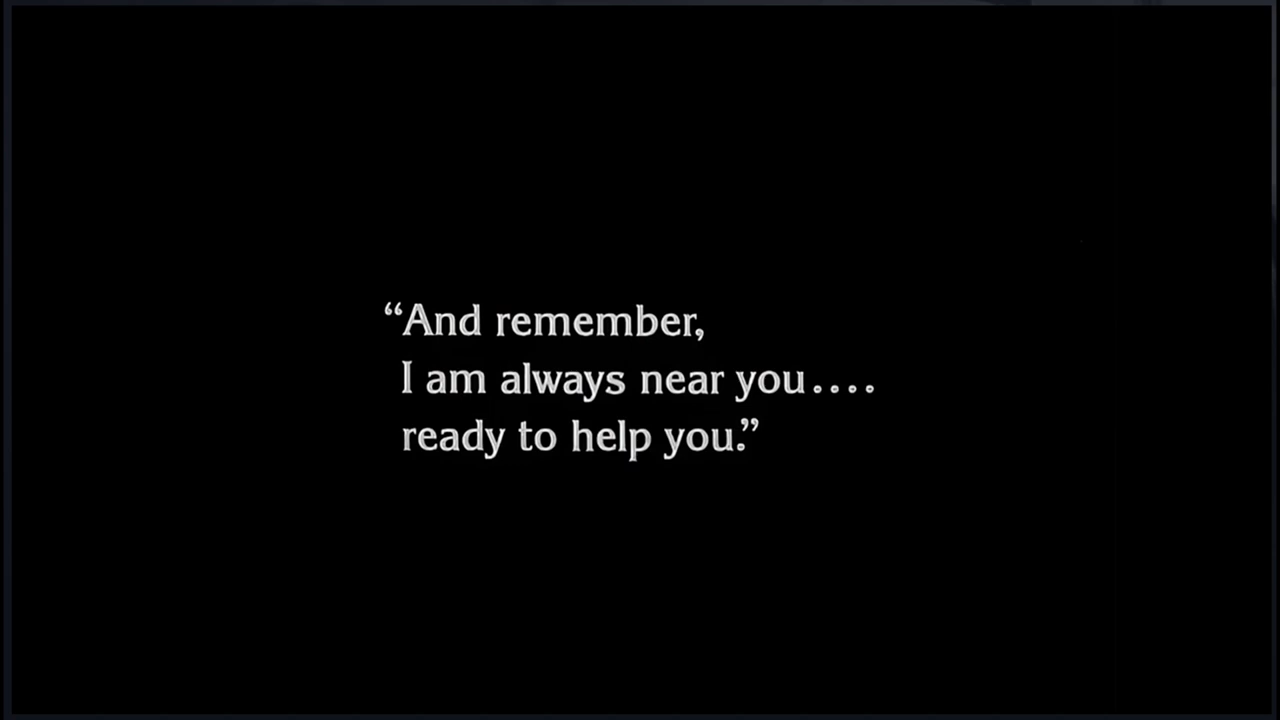 “And remember,
I am always near you....
ready to help you.”